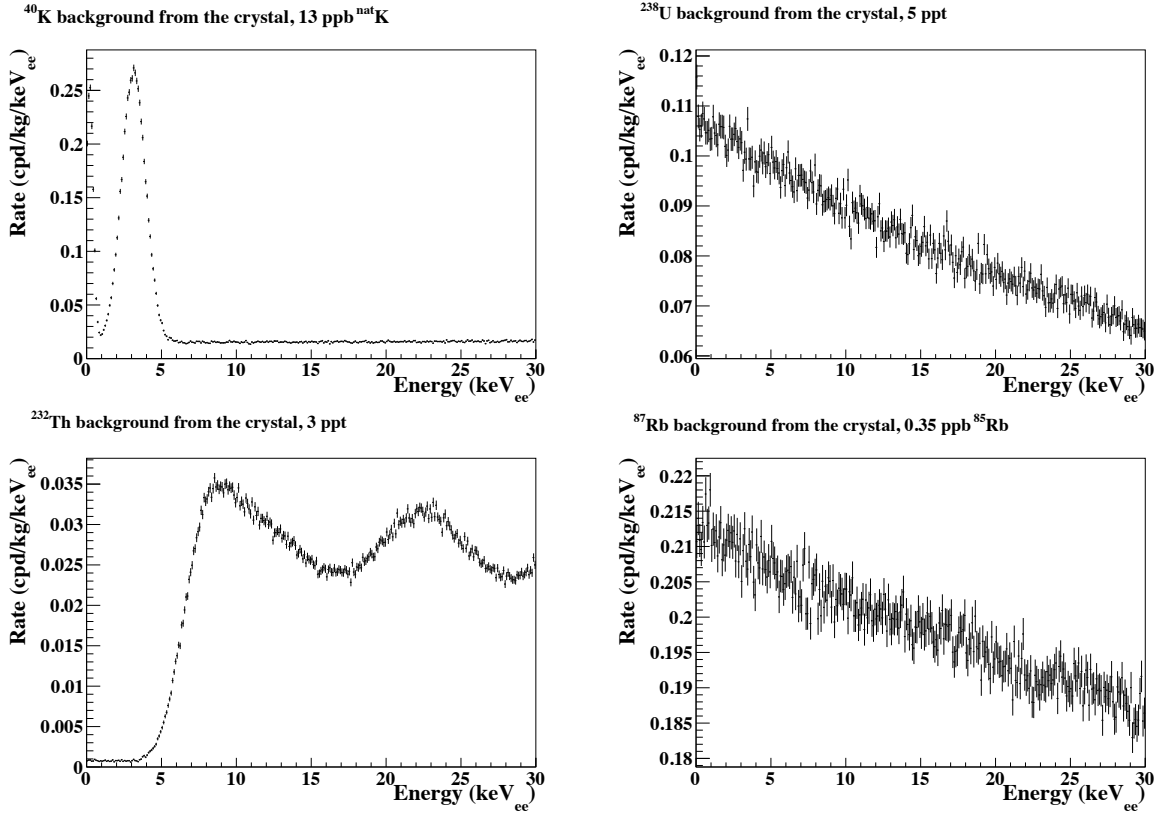 ⁴⁰K background from the crystal, 13 ppb ⁿᵃᵗK
Rate (cpd/kg/keVₑₑ)
0.25
0.2
0.15
0.1
0.05
0
0 5 10 15 20 25 30
Energy (keVₑₑ)
²³⁸U background from the crystal, 5 ppt
Rate (cpd/kg/keVₑₑ)
0.12
0.11
0.1
0.09
0.08
0.07
0.06
0 5 10 15 20 25 30
Energy (keVₑₑ)
²³²Th background from the crystal, 3 ppt
Rate (cpd/kg/keVₑₑ)
0.035
0.03
0.025
0.02
0.015
0.01
0.005
0
0 5 10 15 20 25 30
Energy (keVₑₑ)
⁸⁷Rb background from the crystal, 0.35 ppb ⁸⁵Rb
Rate (cpd/kg/keVₑₑ)
0.22
0.215
0.21
0.205
0.2
0.195
0.19
0.185
0.18
0 5 10 15 20 25 30
Energy (keVₑₑ)